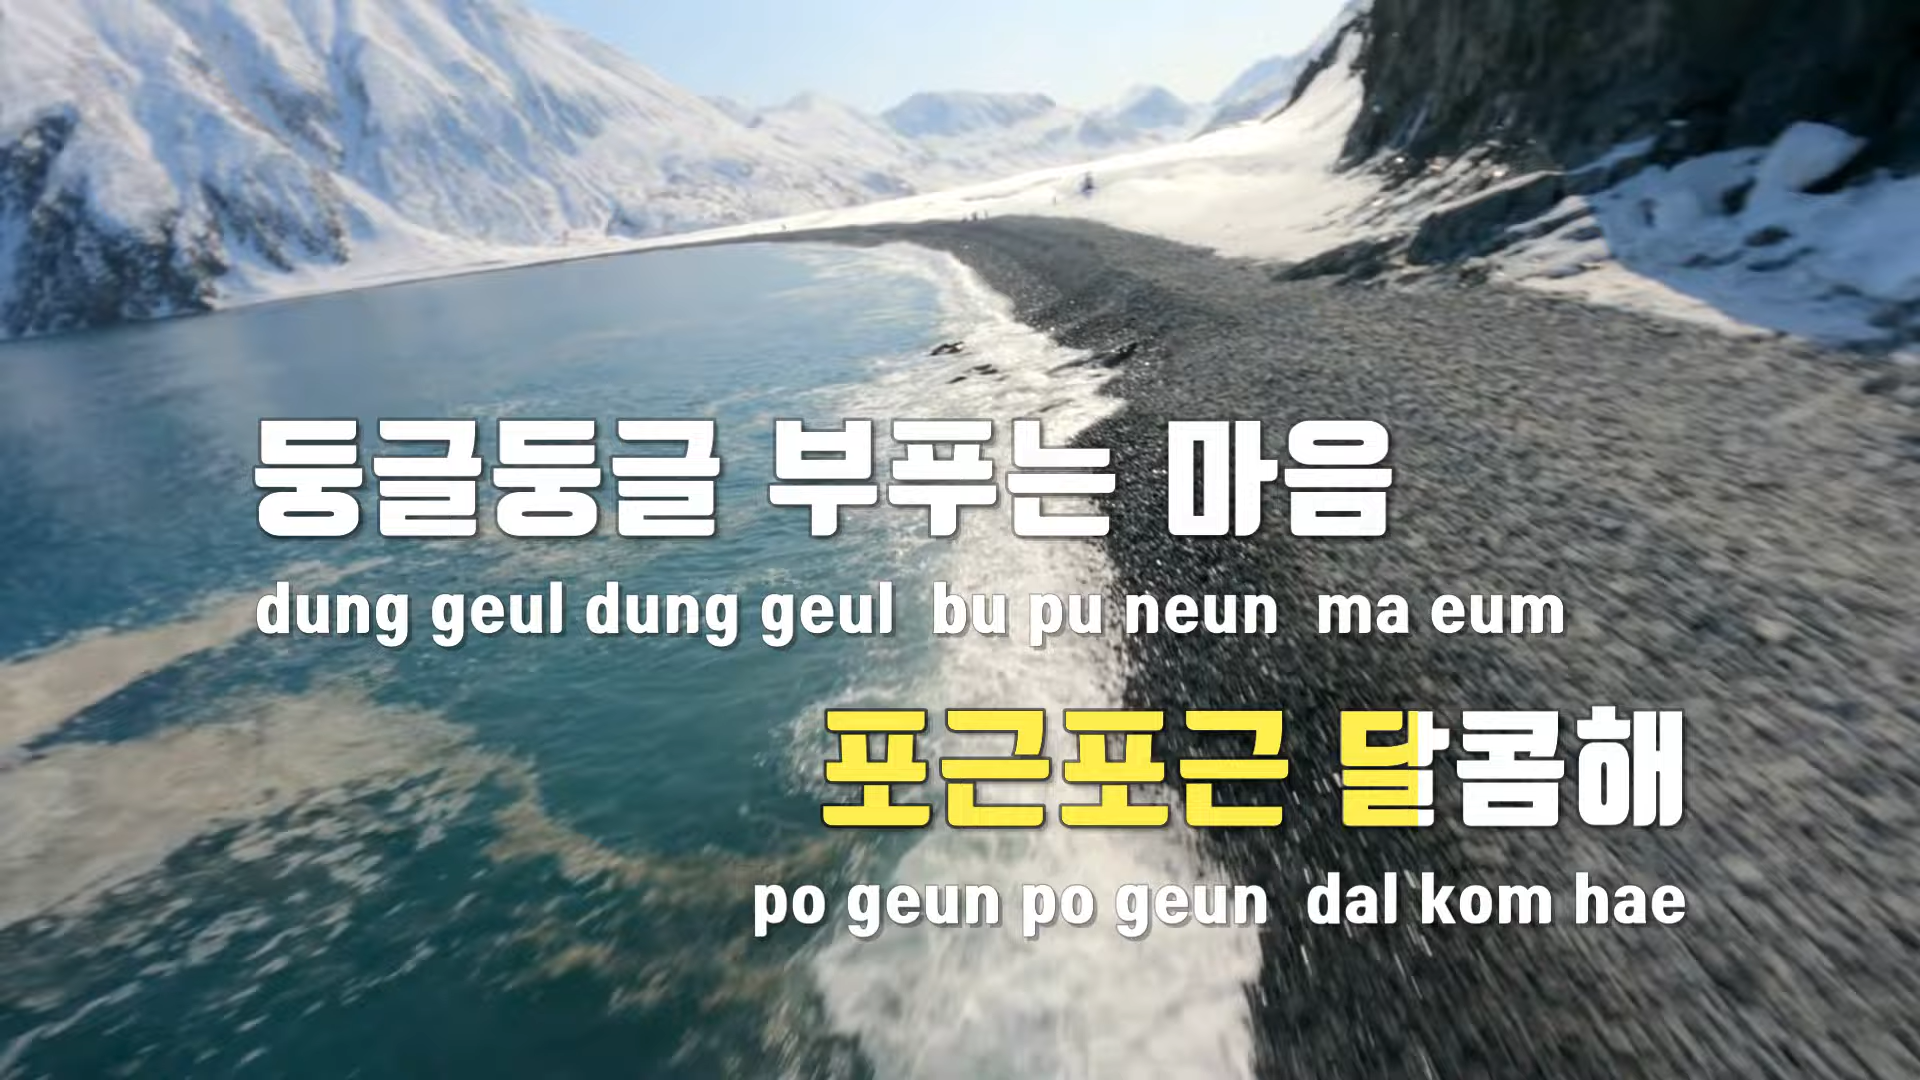 둥글둥글 부푸는 마음
dung geul dung geul bu pu neun ma eum
포근포근 달콤해
po geun po geun dal kom hae